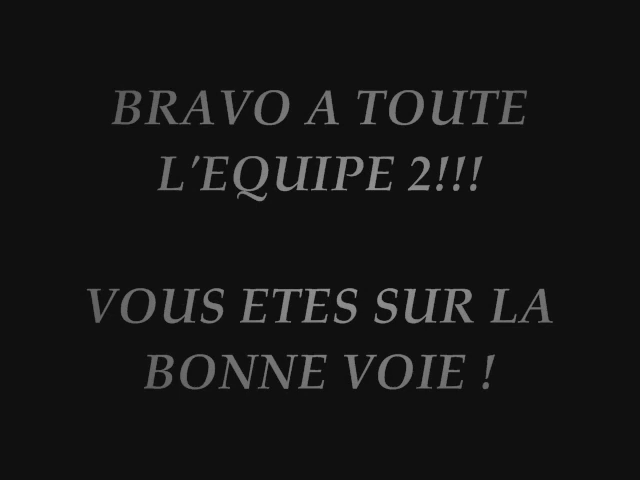 BRAVO A TOUTE
L'EQUIPE 2!!!
VOUS ETES SUR LA
BONNE VOIE !